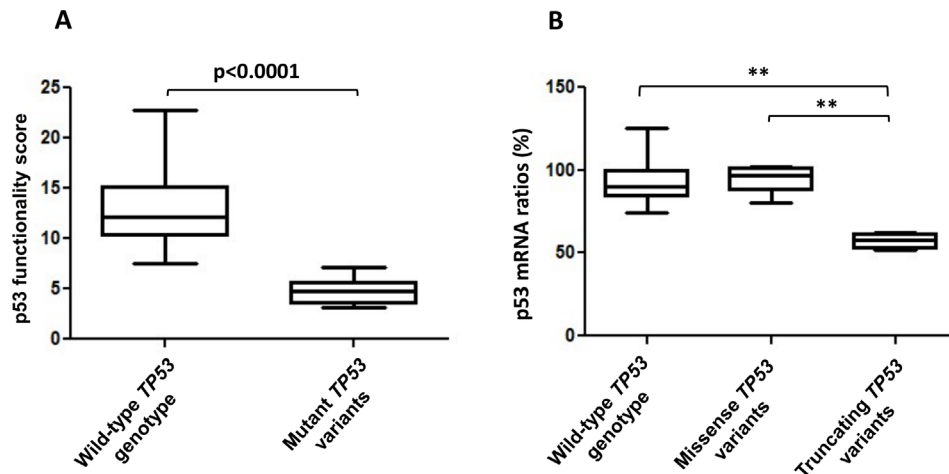 A
p53 functionality score
25
20
15
10
5
0
p<0.0001
Wild-type TP53
genotype
Mutant TP53
variants
B
p53 mRNA ratios (%)
150
100
50
0
**
**
Wild-type TP53
genotype
Missense TP53
variants
Truncating TP53
variants